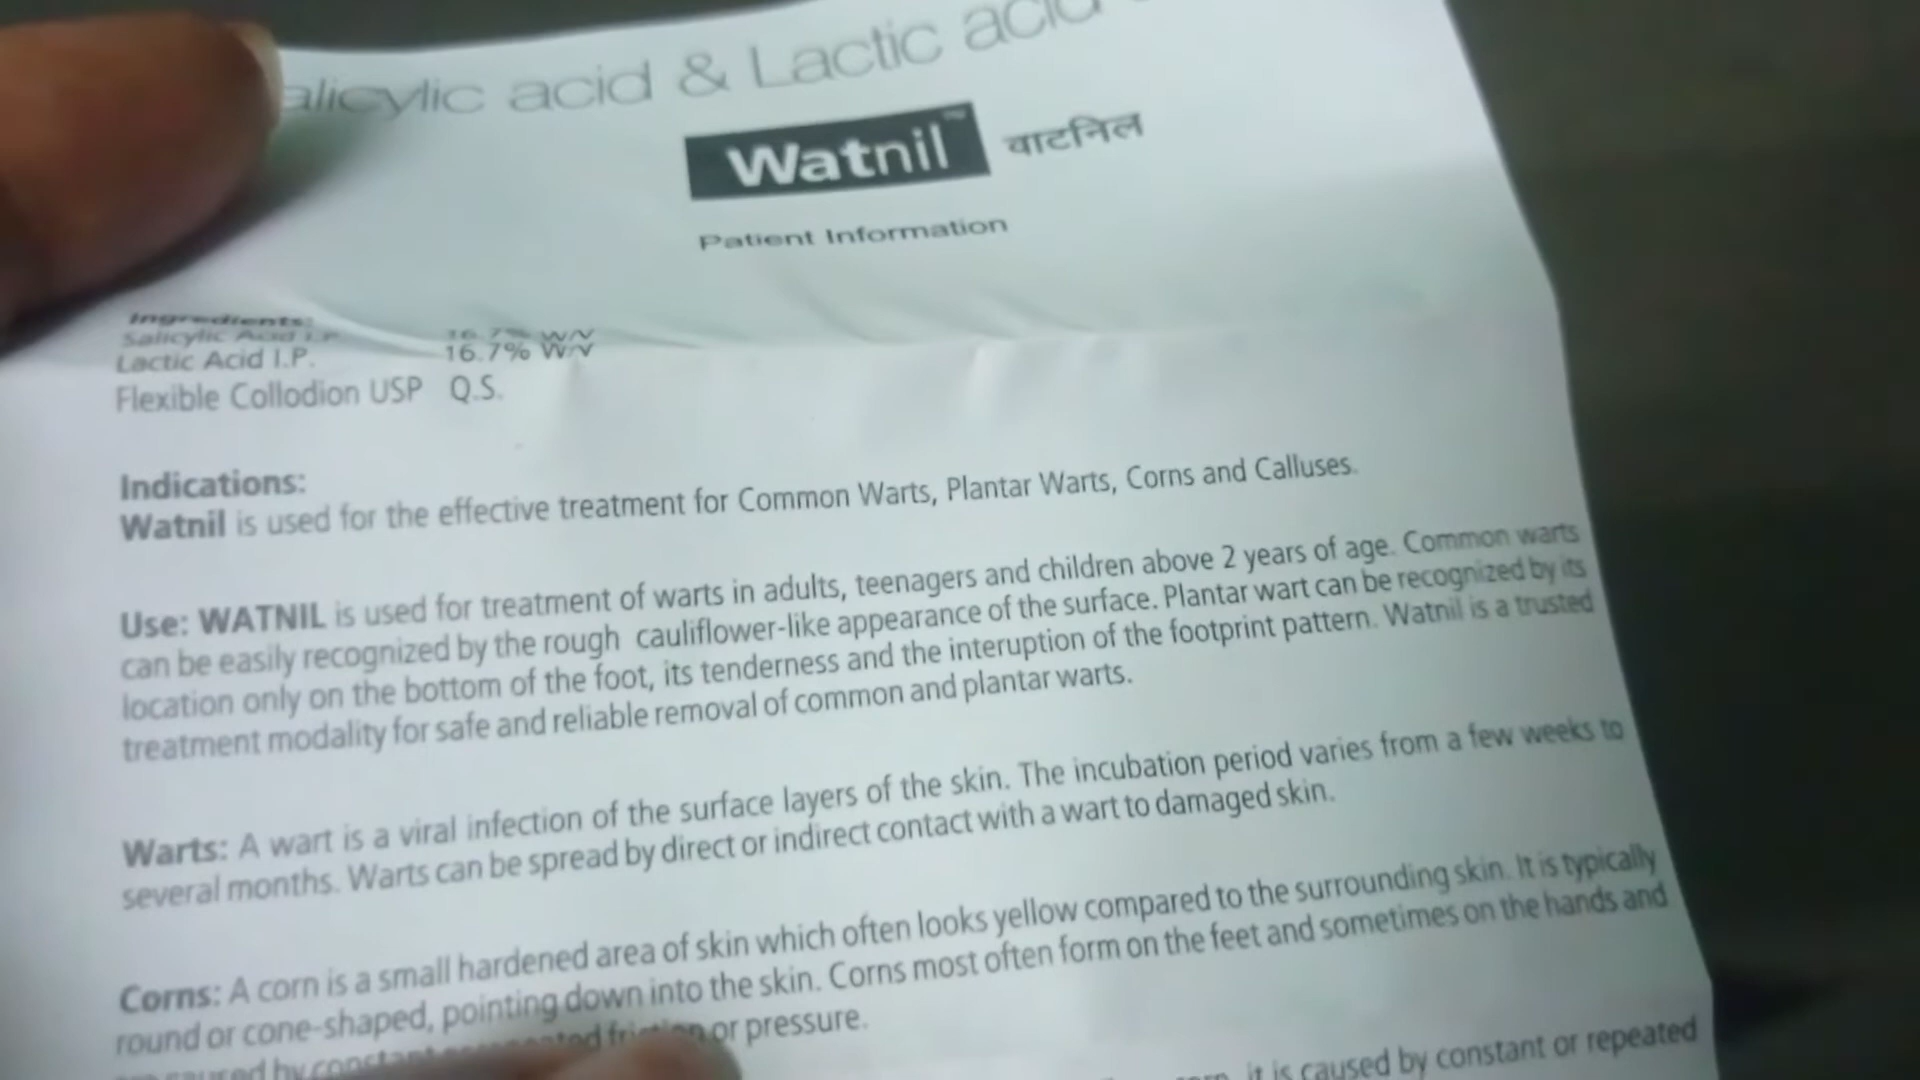 alicylic acid & Lactic acid
Watnil™ वाटनिल
Patient Information
Ingredients:
Salicylic Acid I.P. 16.7% W/V
Lactic Acid I.P. 16.7% W/V
Flexible Collodion USP Q.S.
Indications:
Watnil is used for the effective treatment for Common Warts, Plantar Warts, Corns and Calluses.
Use: WATNIL is used for treatment of warts in adults, teenagers and children above 2 years of age. Common warts
can be easily recognized by the rough cauliflower-like appearance of the surface. Plantar wart can be recognized by its
location only on the bottom of the foot, its tenderness and the interuption of the footprint pattern. Watnil is a trusted
treatment modality for safe and reliable removal of common and plantar warts.
Warts: A wart is a viral infection of the surface layers of the skin. The incubation period varies from a few weeks to
several months. Warts can be spread by direct or indirect contact with a wart to damaged skin.
Corns: A corn is a small hardened area of skin which often looks yellow compared to the surrounding skin. It is typically
round or cone-shaped, pointing down into the skin. Corns most often form on the feet and sometimes on the hands and
caused by constant or pressure.
it is caused by constant or repeated